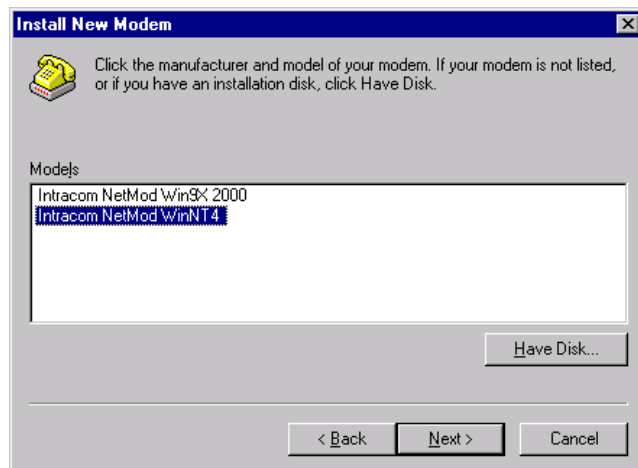 Install New Modem
Click the manufacturer and model of your modem. If your modem is not listed,
or if you have an installation disk, click Have Disk.
Models
Intracom NetMod Win9X 2000
Intracom NetMod WinNT4
Have Disk...
< Back Next > Cancel